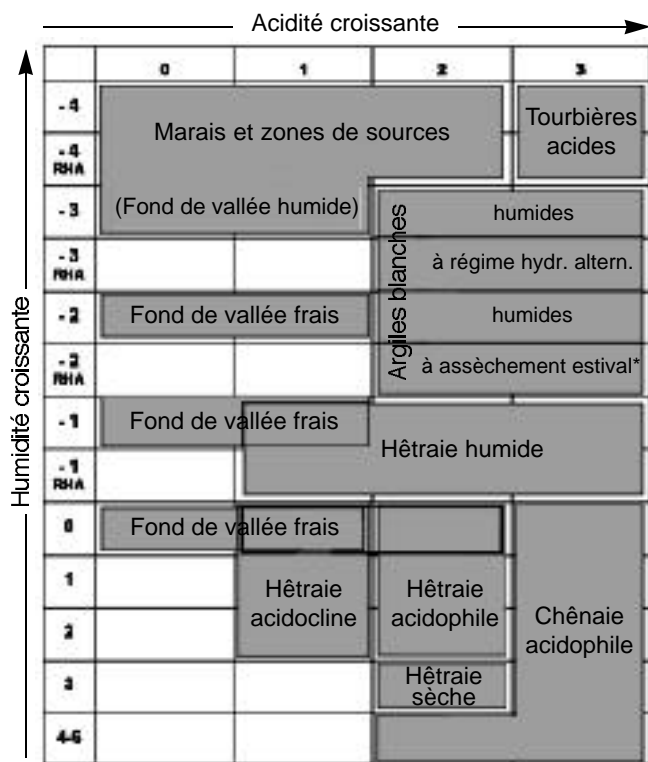 Acidité croissante
Humidité croissante
0 1 2 3
- 4
Marais et zones de sources
Tourbières
acides
- 4
RHA
- 3
(Fond de vallée humide)
Argiles blanches
humides
- 3
RHA
à régime hydr. altern.
- 2
Fond de vallée frais
humides
- 2
RHA
à assèchement estival*
- 1
Fond de vallée frais
Hêtraie humide
- 1
RHA
0
Fond de vallée frais
1
Hêtraie
acidocline
Hêtraie
acidophile
Chênaie
acidophile
2
3
Hêtraie
sèche
4-5